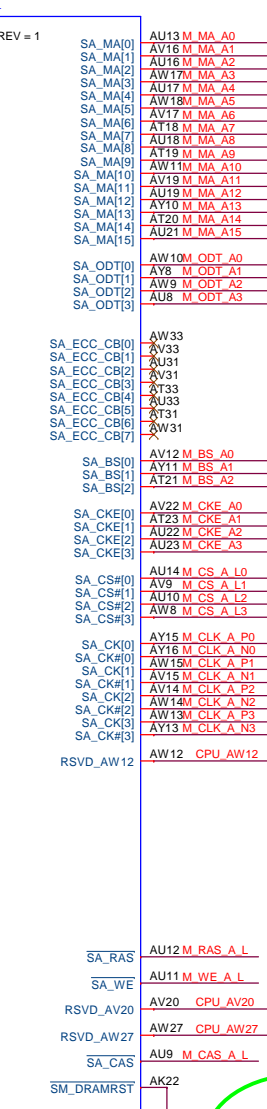 REV = 1
SA_MA[0] AU13 M_MA_A0
SA_MA[1] AV16 M_MA_A1
SA_MA[2] AU16 M_MA_A2
SA_MA[3] AW17 M_MA_A3
SA_MA[4] AU17 M_MA_A4
SA_MA[5] AW18 M_MA_A5
SA_MA[6] AV17 M_MA_A6
SA_MA[7] AT18 M_MA_A7
SA_MA[8] AU18 M_MA_A8
SA_MA[9] AT19 M_MA_A9
SA_MA[10] AW11 M_MA_A10
SA_MA[11] AV19 M_MA_A11
SA_MA[12] AU19 M_MA_A12
SA_MA[13] AY10 M_MA_A13
SA_MA[14] AT20 M_MA_A14
SA_MA[15] AU21 M_MA_A15
SA_ODT[0] AW10 M_ODT_A0
SA_ODT[1] AY8 M_ODT_A1
SA_ODT[2] AW9 M_ODT_A2
SA_ODT[3] AU8 M_ODT_A3
SA_ECC_CB[0] AW33
SA_ECC_CB[1] AV33
SA_ECC_CB[2] AU31
SA_ECC_CB[3] AV31
SA_ECC_CB[4] AT33
SA_ECC_CB[5] AU33
SA_ECC_CB[6] AT31
SA_ECC_CB[7] AW31
SA_BS[0] AV12 M_BS_A0
SA_BS[1] AY11 M_BS_A1
SA_BS[2] AT21 M_BS_A2
SA_CKE[0] AV22 M_CKE_A0
SA_CKE[1] AT23 M_CKE_A1
SA_CKE[2] AU22 M_CKE_A2
SA_CKE[3] AU23 M_CKE_A3
SA_CS#[0] AU14 M_CS_A_L0
SA_CS#[1] AV9 M_CS_A_L1
SA_CS#[2] AU10 M_CS_A_L2
SA_CS#[3] AW8 M_CS_A_L3
SA_CK[0] AY15 M_CLK_A_P0
SA_CK#[0] AY16 M_CLK_A_N0
SA_CK[1] AW15 M_CLK_A_P1
SA_CK#[1] AV15 M_CLK_A_N1
SA_CK[2] AV14 M_CLK_A_P2
SA_CK#[2] AW14 M_CLK_A_N2
SA_CK[3] AW13 M_CLK_A_P3
SA_CK#[3] AY13 M_CLK_A_N3
RSVD_AW12 AW12 CPU_AW12
SA_RAS AU12 M_RAS_A_L
SA_WE AU11 M_WE_A_L
RSVD_AV20 AV20 CPU_AV20
RSVD_AW27 AW27 CPU_AW27
SA_CAS AU9 M_CAS_A_L
SM_DRAMRST AK22